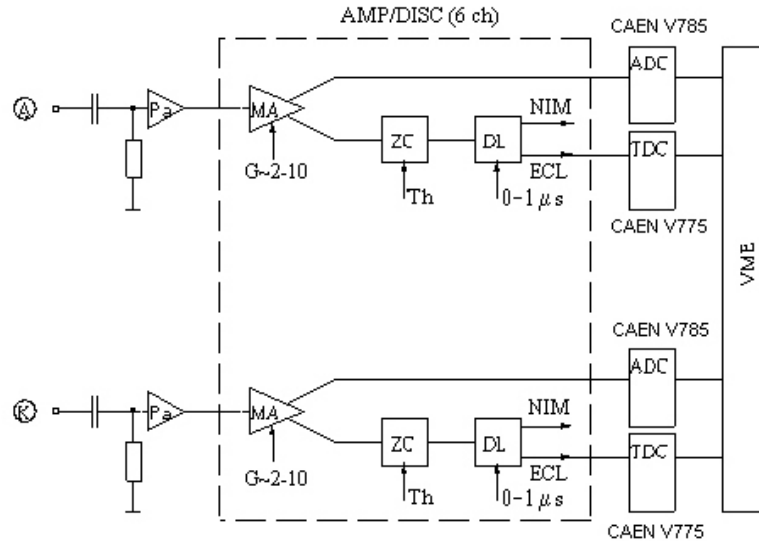 AMP/DISC (6 ch)
CAEN V785
ADC
A
Pa
MA
NIM
ZC
DL
TDC
G~2-10
ECL
Th
0-1 μs
CAEN V775
VME
CAEN V785
ADC
K
Pa
MA
NIM
ZC
DL
TDC
G~2-10
ECL
Th
0-1 μs
CAEN V775